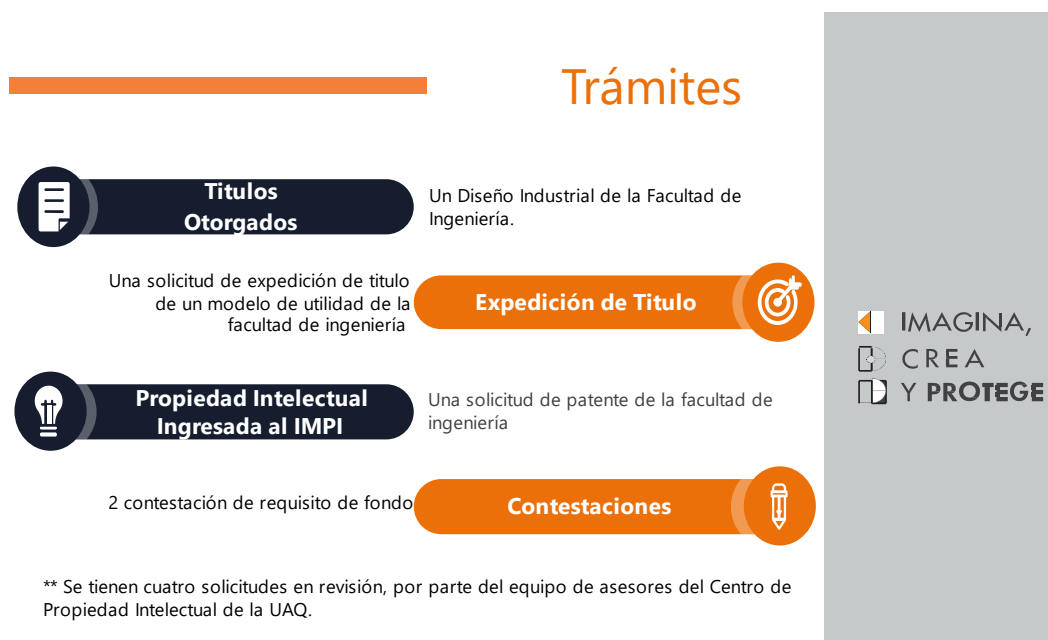 Trámites
Titulos
Otorgados
Un Diseño Industrial de la Facultad de
Ingeniería.
Una solicitud de expedición de titulo
de un modelo de utilidad de la
facultad de ingeniería
Expedición de Titulo
Propiedad Intelectual
Ingresada al IMPI
Una solicitud de patente de la facultad de
ingeniería
2 contestación de requisito de fondo
Contestaciones
** Se tienen cuatro solicitudes en revisión, por parte del equipo de asesores del Centro de
Propiedad Intelectual de la UAQ.
IMAGINA,
CREA
Y PROTEGE